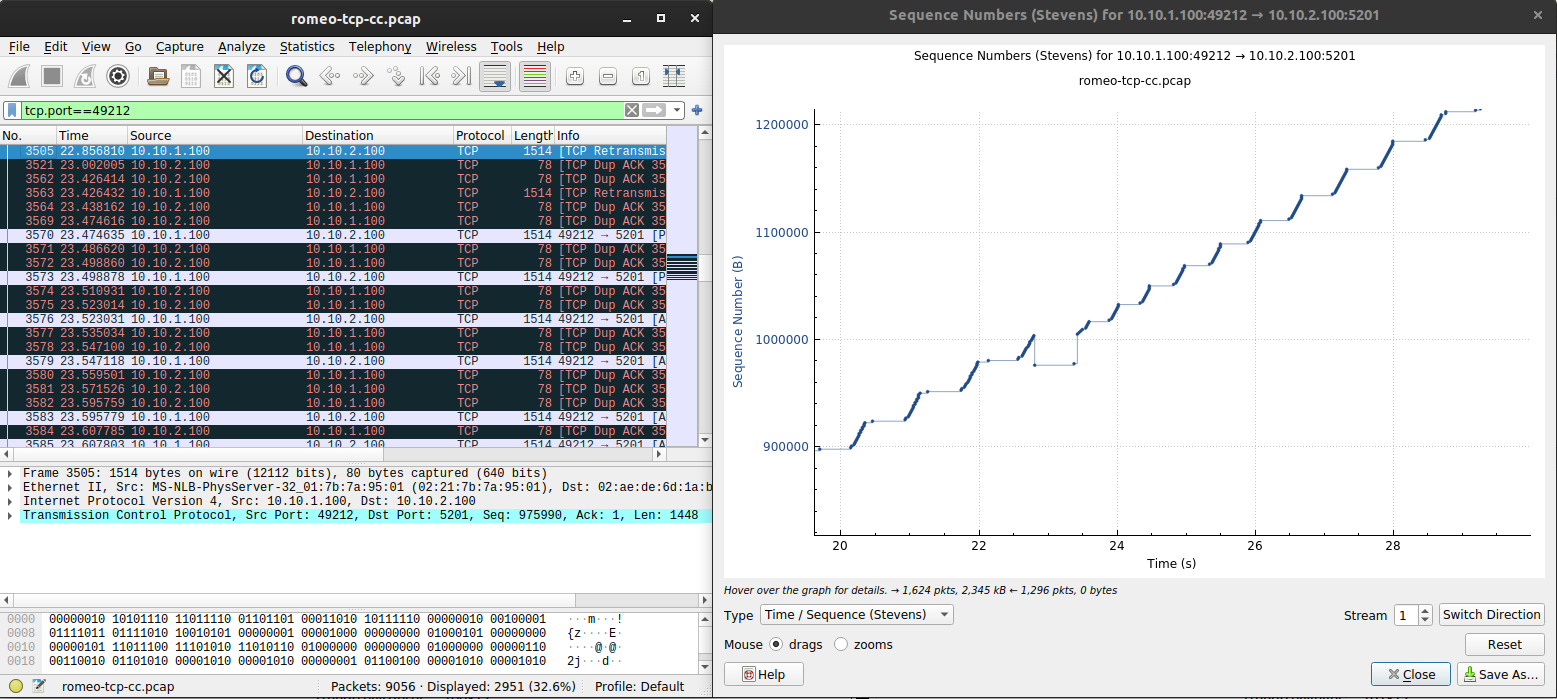 romeo-tcp-cc.pcap
File Edit View Go Capture Analyze Statistics Telephony Wireless Tools Help
tcp.port==49212
No. Time Source Destination Protocol Length Info
3505 22.856810 10.10.1.100 10.10.2.100 TCP 1514 [TCP Retransmis
3521 23.002005 10.10.2.100 10.10.1.100 TCP 78 [TCP Dup ACK 35
3562 23.426414 10.10.2.100 10.10.1.100 TCP 78 [TCP Dup ACK 35
3563 23.426432 10.10.1.100 10.10.2.100 TCP 1514 [TCP Retransmis
3564 23.438162 10.10.2.100 10.10.1.100 TCP 78 [TCP Dup ACK 35
3569 23.474616 10.10.2.100 10.10.1.100 TCP 78 [TCP Dup ACK 35
3570 23.474635 10.10.1.100 10.10.2.100 TCP 1514 49212 → 5201 [P
3571 23.486620 10.10.2.100 10.10.1.100 TCP 78 [TCP Dup ACK 35
3572 23.498860 10.10.2.100 10.10.1.100 TCP 78 [TCP Dup ACK 35
3573 23.498878 10.10.1.100 10.10.2.100 TCP 1514 49212 → 5201 [P
3574 23.510931 10.10.2.100 10.10.1.100 TCP 78 [TCP Dup ACK 35
3575 23.523014 10.10.2.100 10.10.1.100 TCP 78 [TCP Dup ACK 35
3576 23.523031 10.10.1.100 10.10.2.100 TCP 1514 49212 → 5201 [A
3577 23.535034 10.10.2.100 10.10.1.100 TCP 78 [TCP Dup ACK 35
3578 23.547100 10.10.2.100 10.10.1.100 TCP 78 [TCP Dup ACK 35
3579 23.547118 10.10.1.100 10.10.2.100 TCP 1514 49212 → 5201 [A
3580 23.559501 10.10.2.100 10.10.1.100 TCP 78 [TCP Dup ACK 35
3581 23.571526 10.10.2.100 10.10.1.100 TCP 78 [TCP Dup ACK 35
3582 23.595759 10.10.2.100 10.10.1.100 TCP 78 [TCP Dup ACK 35
3583 23.595779 10.10.1.100 10.10.2.100 TCP 1514 49212 → 5201 [A
3584 23.607785 10.10.2.100 10.10.1.100 TCP 78 [TCP Dup ACK 35
3585 23.607803 10.10.1.100 10.10.2.100 TCP 1514 49212 → 5201 [A
Frame 3505: 1514 bytes on wire (12112 bits), 80 bytes captured (640 bits)
Ethernet II, Src: MS-NLB-PhysServer-32_01:7b:7a:95:01 (02:21:7b:7a:95:01), Dst: 02:ae:de:6d:1a:b
Internet Protocol Version 4, Src: 10.10.1.100, Dst: 10.10.2.100
Transmission Control Protocol, Src Port: 49212, Dst Port: 5201, Seq: 975990, Ack: 1, Len: 1448
0000 00000010 10101110 11011110 01101101 00011010 10111110 00000010 00100001 ···m···!
0008 01111011 01111010 10010101 00000001 00001000 00000000 01000101 00000000 {z····E·
0010 00000101 11011100 11101010 11010110 01000000 00000000 01000000 00000110 ····@·@·
0018 00110010 01101010 00001010 00001010 00000001 01100100 00001010 00001010 2j···d··
romeo-tcp-cc.pcap
Packets: 9056 · Displayed: 2951 (32.6%)
Profile: Default
Sequence Numbers (Stevens) for 10.10.1.100:49212 → 10.10.2.100:5201
Sequence Numbers (Stevens) for 10.10.1.100:49212 → 10.10.2.100:5201
romeo-tcp-cc.pcap
Sequence Number (B)
1200000
1100000
1000000
900000
20 22 24 26 28
Time (s)
Hover over the graph for details. → 1,624 pkts, 2,345 kB ← 1,296 pkts, 0 bytes
Type Time / Sequence (Stevens) Stream 1 Switch Direction
Mouse drags zooms Reset
Help Close Save As...